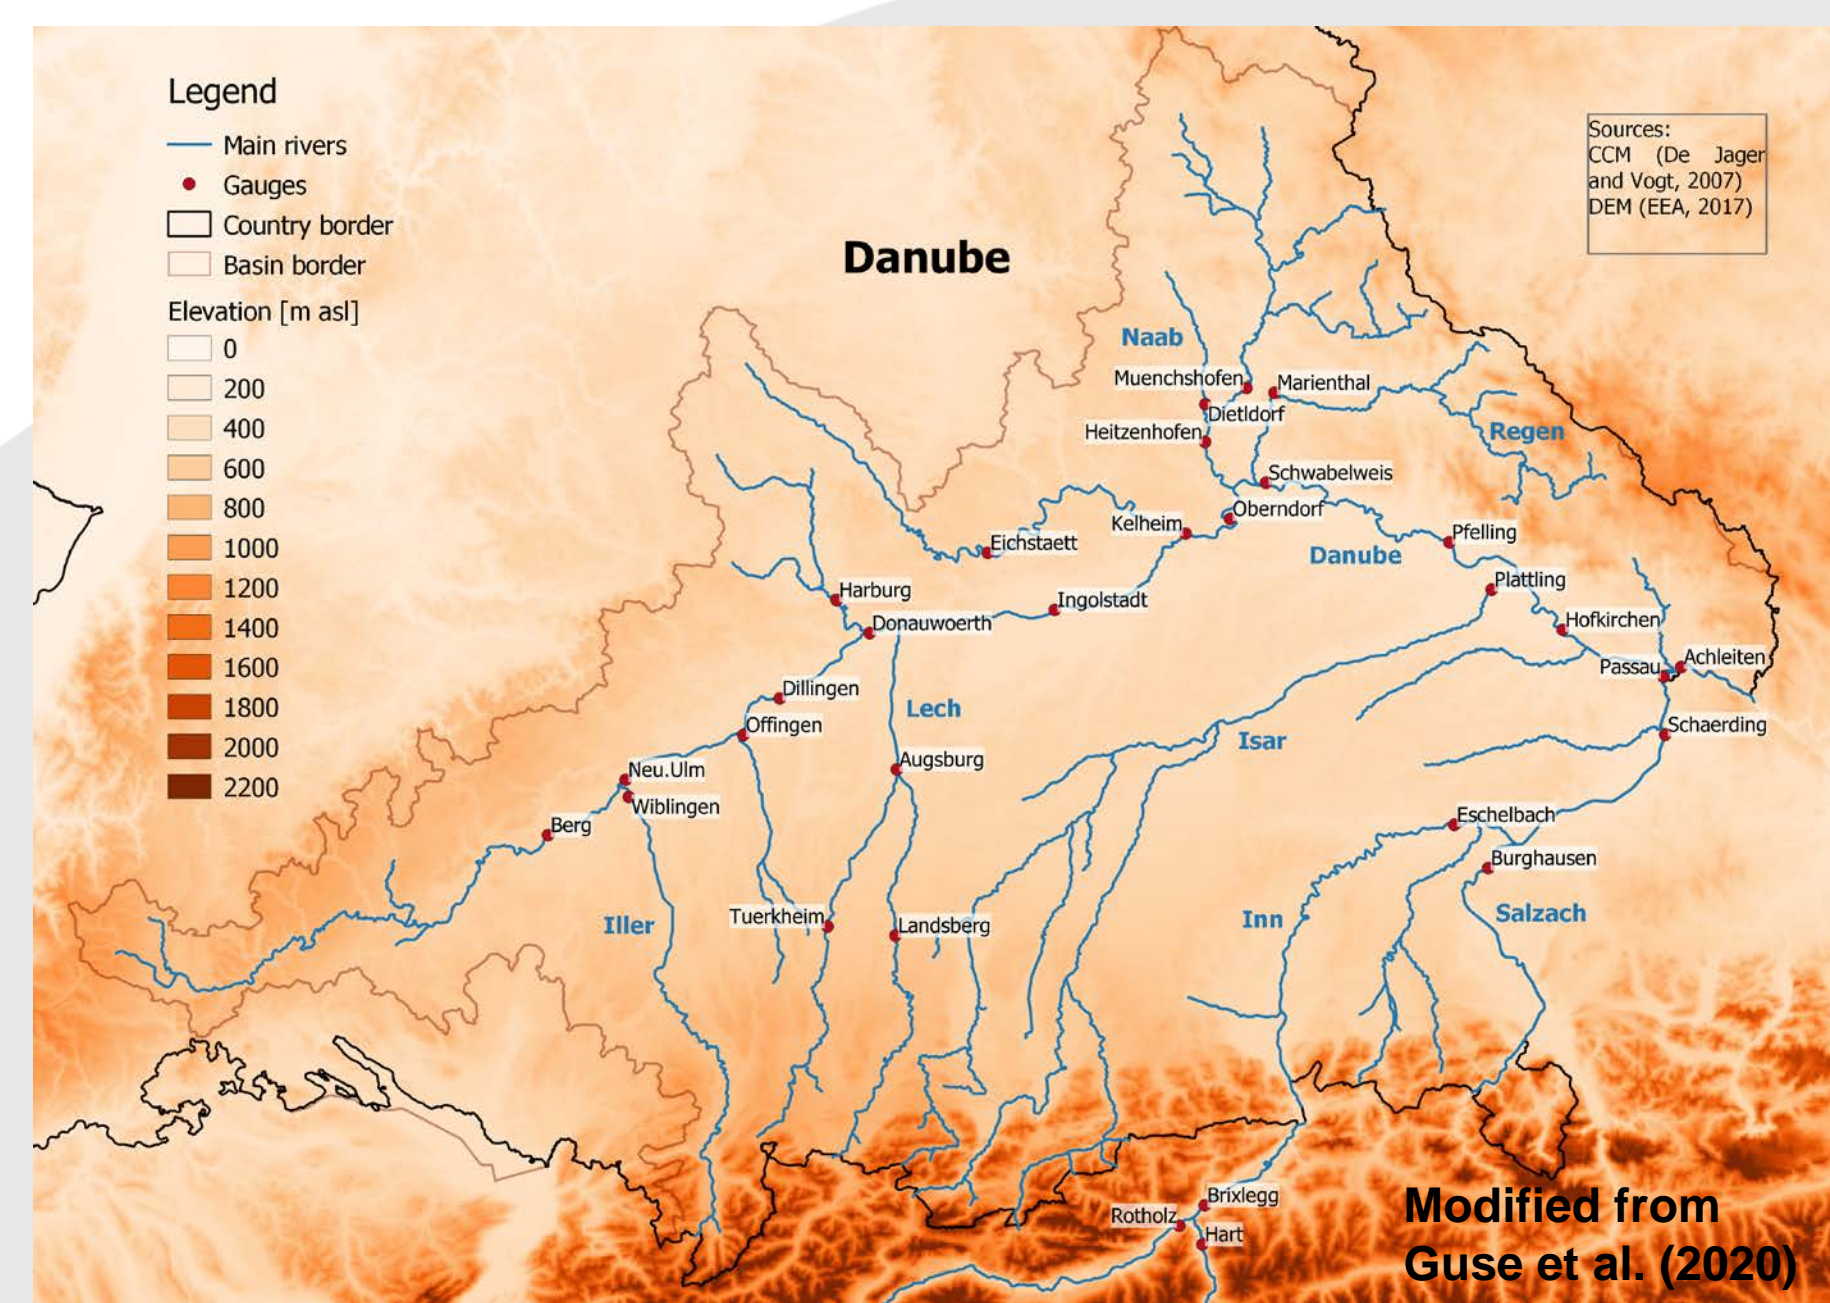 Legend
Main rivers
Gauges
Country border
Basin border
Elevation [m asl]
0
200
400
600
800
1000
1200
1400
1600
1800
2000
2200
Danube
Sources:
CCM (De Jager
and Vogt, 2007)
DEM (EEA, 2017)
Naab
Muenchshofen
Marienthal
Dietldorf
Heitzenhofen
Regen
Schwabelweis
Oberndorf
Kelheim
Eichstaett
Danube
Pfelling
Plattling
Harburg
Ingolstadt
Donauwoerth
Hofkirchen
Achleiten
Passau
Dillingen
Lech
Offingen
Isar
Schaerding
Augsburg
Neu.Ulm
Wiblingen
Berg
Eschelbach
Burghausen
Iller
Tuerkheim
Landsberg
Inn
Salzach
Brixlegg
Rotholz
Hart
Modified from
Guse et al. (2020)